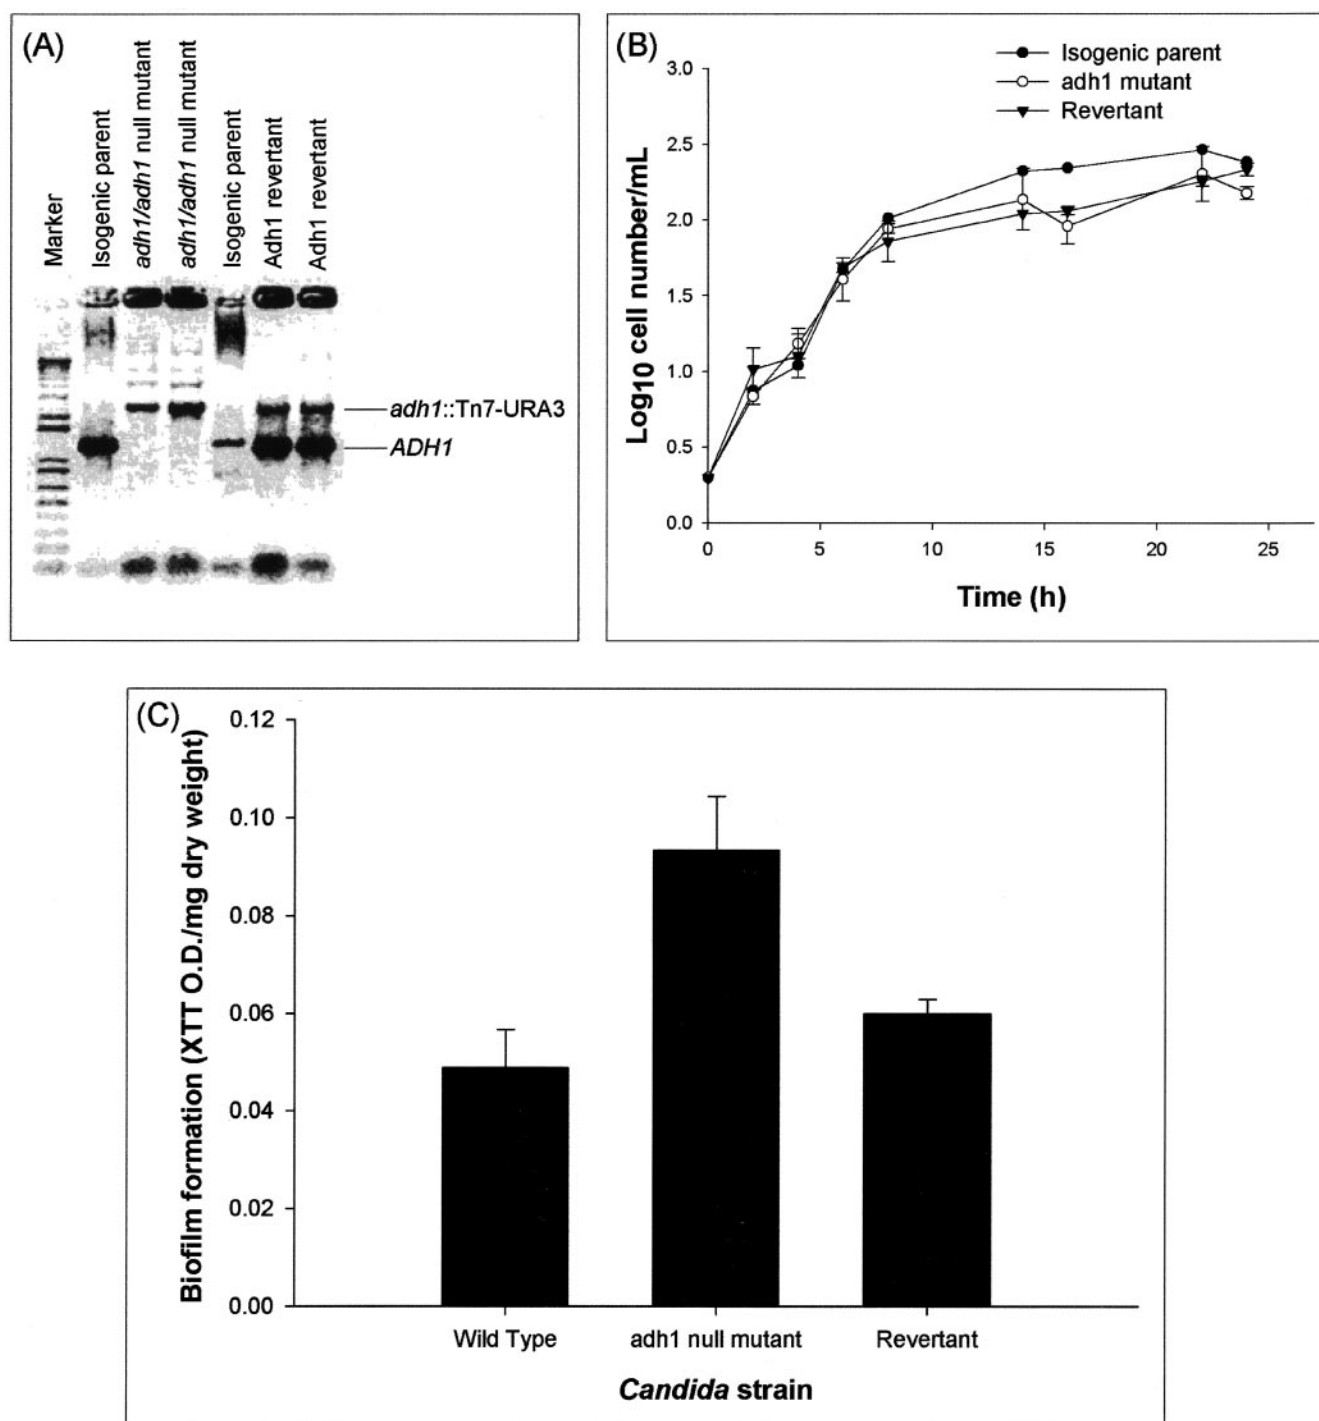 (A)
Marker
Isogenic parent
adh1/adh1 null mutant
adh1/adh1 null mutant
Isogenic parent
Adh1 revertant
Adh1 revertant
adh1::Tn7-URA3
ADH1
(B)
Isogenic parent
adh1 mutant
Revertant
Log10 cell number/mL
3.0
2.5
2.0
1.5
1.0
0.5
0.0
0 5 10 15 20 25
Time (h)
(C)
Biofilm formation (XTT O.D./mg dry weight)
0.12
0.10
0.08
0.06
0.04
0.02
0.00
Wild Type adh1 null mutant Revertant
Candida strain